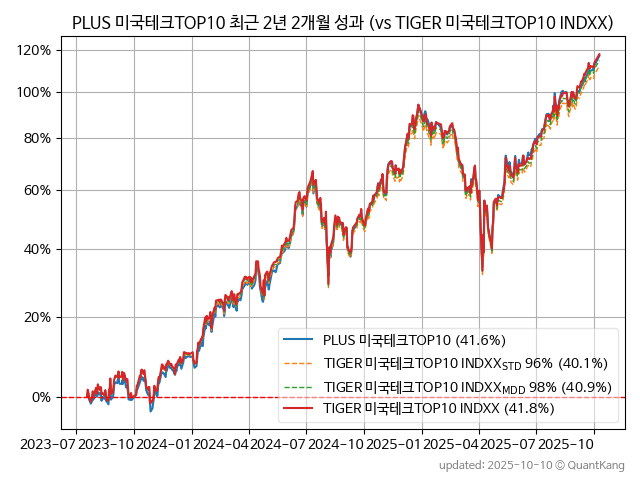 PLUS 미국테크TOP10 최근 2년 2개월 성과 (vs TIGER 미국테크TOP10 INDXX)
120%
100%
80%
60%
40%
20%
0%
PLUS 미국테크TOP10 (41.6%)
TIGER 미국테크TOP10 INDXX_STD 96% (40.1%)
TIGER 미국테크TOP10 INDXX_MDD 98% (40.9%)
TIGER 미국테크TOP10 INDXX (41.8%)
2023-07 2023-10 2024-01 2024-04 2024-07 2024-10 2025-01 2025-04 2025-07 2025-10
updated: 2025-10-10 © QuantKang